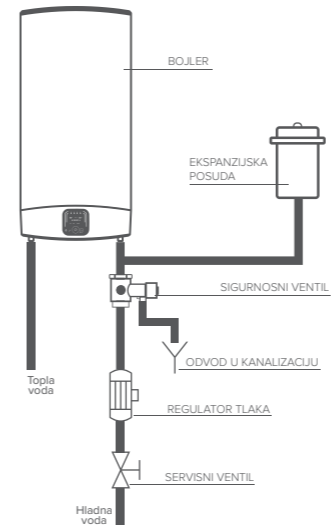 BOJLER
EKSPANZIJSKA
POSUDA
SIGURNOSNI VENTIL
ODVOD U KANALIZACIJU
Topla
voda
REGULATOR TLAKA
SERVISNI VENTIL
Hladna
voda